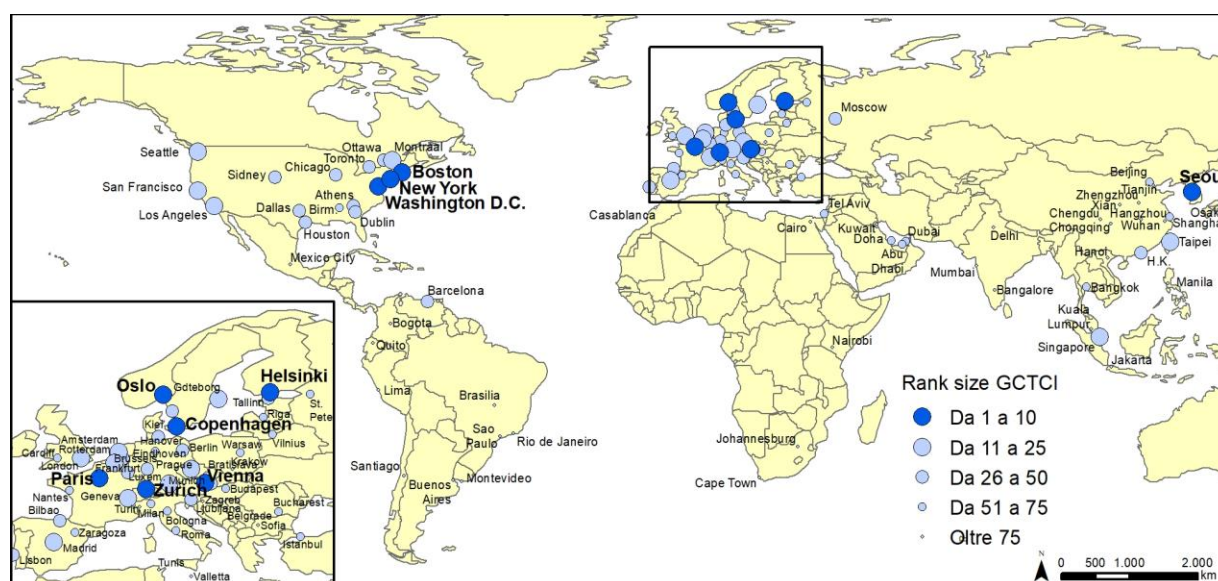 Seattle
San Francisco
Los Angeles
Sidney
Chicago
Ottawa
Toronto
Montràal
Boston
New York
Washington D.C.
Athens
Dallas
Birm
Dublin
Houston
Mexico City
Barcelona
Bogota
Quito
Lima
Brasilia
Sao
Paulo
Rio de Janeiro
Santiago
Montevideo
Buenos
Aires
Moscow
Casablanca
Tel Aviv
Cairo
Kuwait
Doha
Dubai
Abu
Dhabi
Nairobi
Johannesburg
Cape Town
Delhi
Mumbai
Bangalore
Beijing
Tianjin
Seou
Zhengzhou
Xian
Osak
Chengdu
Hangzhou
Shangha
Chongqing
Wuhan
Taipei
Hanoi
H.K.
Manila
Bangkok
Kuala
Lumpur
Singapore
Jakarta
Oslo
Gdteborg
Helsinki
Tallinn
St.
Pete
Riga
Copenhagen
Kief
Vilnius
Hanover
Amsterdam
Berlin
Warsaw
Cardiff
Rotterdam
Eindhoven
London
Brussels
Prague
Krakow
Frankfurt
Bratislava
Paris
Luxem
Munich
Vienna
Nantes
Zurich
Budapest
Geneva
Zagreb
Ljubljana
Bucharest
Bilbao
Turin
Milan
Belgrade
Bologna
Sofia
Zaragoza
Roma
Istanbul
Madrid
Lisbon
Tunis
Valletta
Rank size GCTCI
Da 1 a 10
Da 11 a 25
Da 26 a 50
Da 51 a 75
Oltre 75
N
0 500 1.000 2.000
km